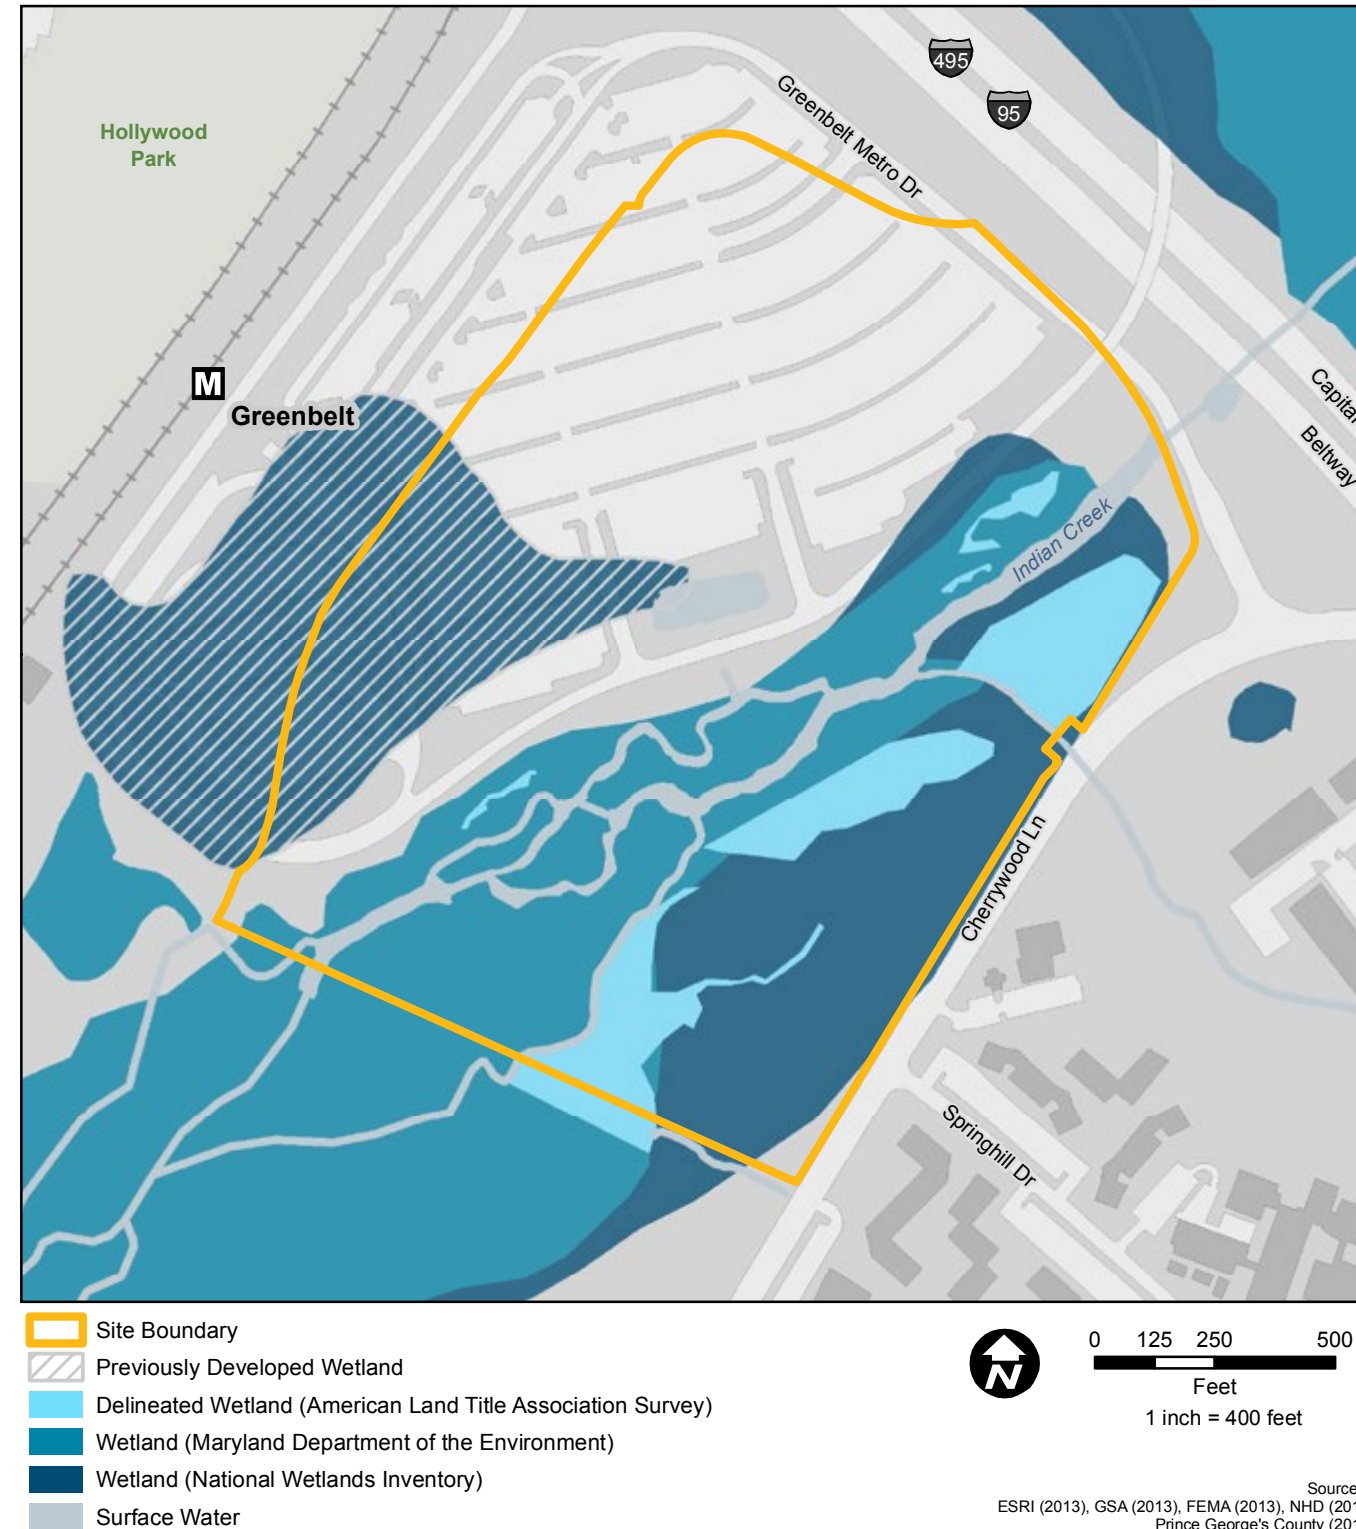 495
95
Greenbelt Metro Dr
Hollywood
Park
M
Greenbelt
Capital
Beltway
Indian Creek
Cherrywood Ln
Springhill Dr
Site Boundary
Previously Developed Wetland
Delineated Wetland (American Land Title Association Survey)
Wetland (Maryland Department of the Environment)
Wetland (National Wetlands Inventory)
Surface Water
N
0 125 250 500
Feet
1 inch = 400 feet
Source
ESRI (2013), GSA (2013), FEMA (2013), NHD (201
Prince George's County (201